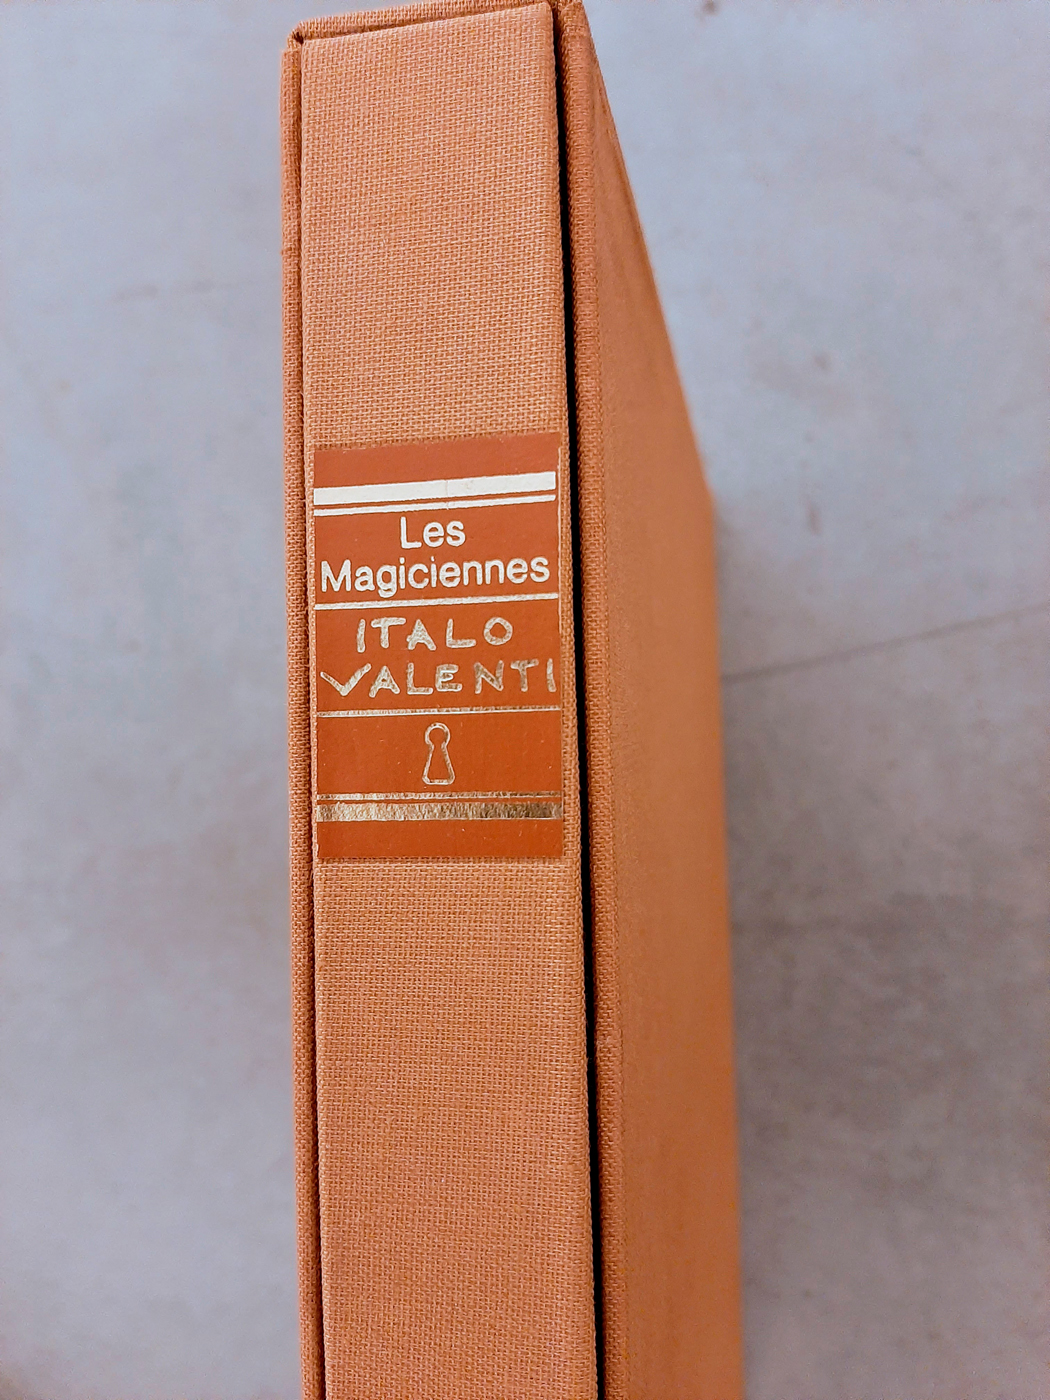 Les
Magiciennes
ITALO
VALENTI